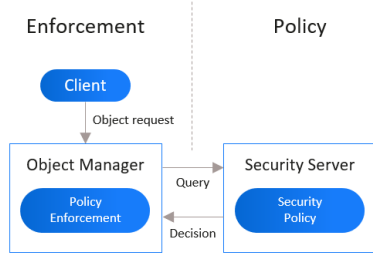 Enforcement
Policy
Client
Object request
Object Manager
Security Server
Query
Policy
Enforcement
Security
Policy
Decision